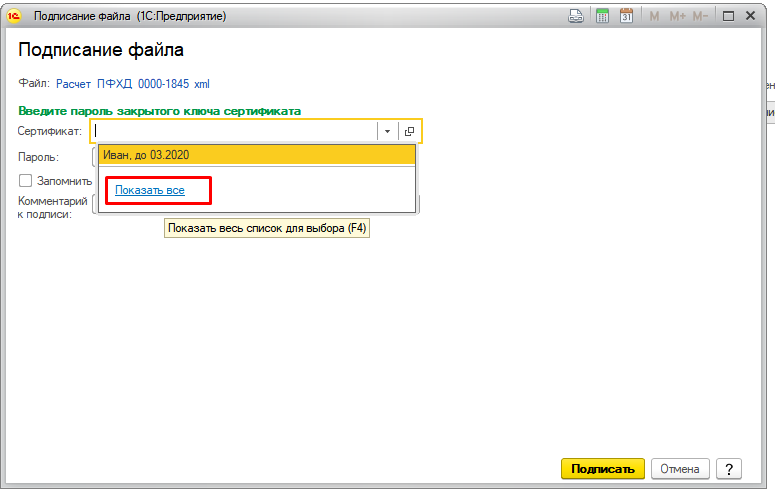 Подписание файла (1С:Предприятие)
31 M M+ M-
Подписание файла
Файл: Расчет ПФХД 0000-1845 xml
Введите пароль закрытого ключа сертификата
Сертификат:
Иван, до 03.2020
Пароль:
Показать все
Запомнить
Комментарий
к подписи:
Показать весь список для выбора (F4)
Подписать Отмена ?